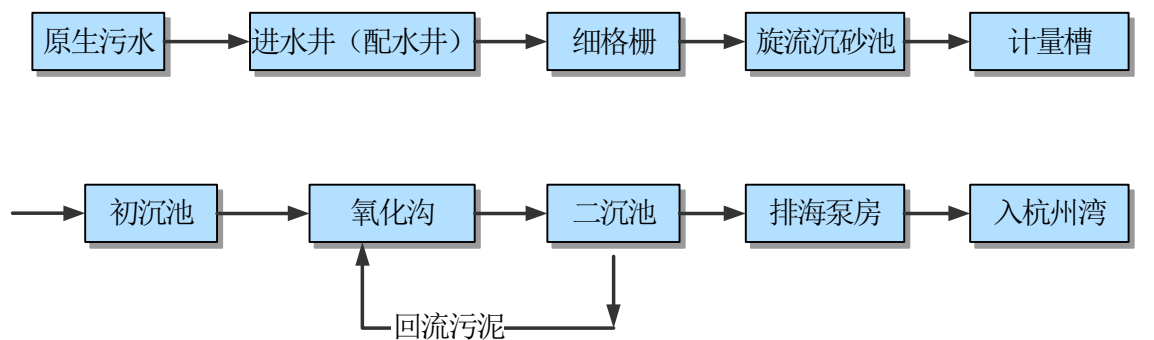 原生污水
进水井（配水井）
细格栅
旋流沉砂池
计量槽
初沉池
氧化沟
二沉池
排海泵房
入杭州湾
回流污泥